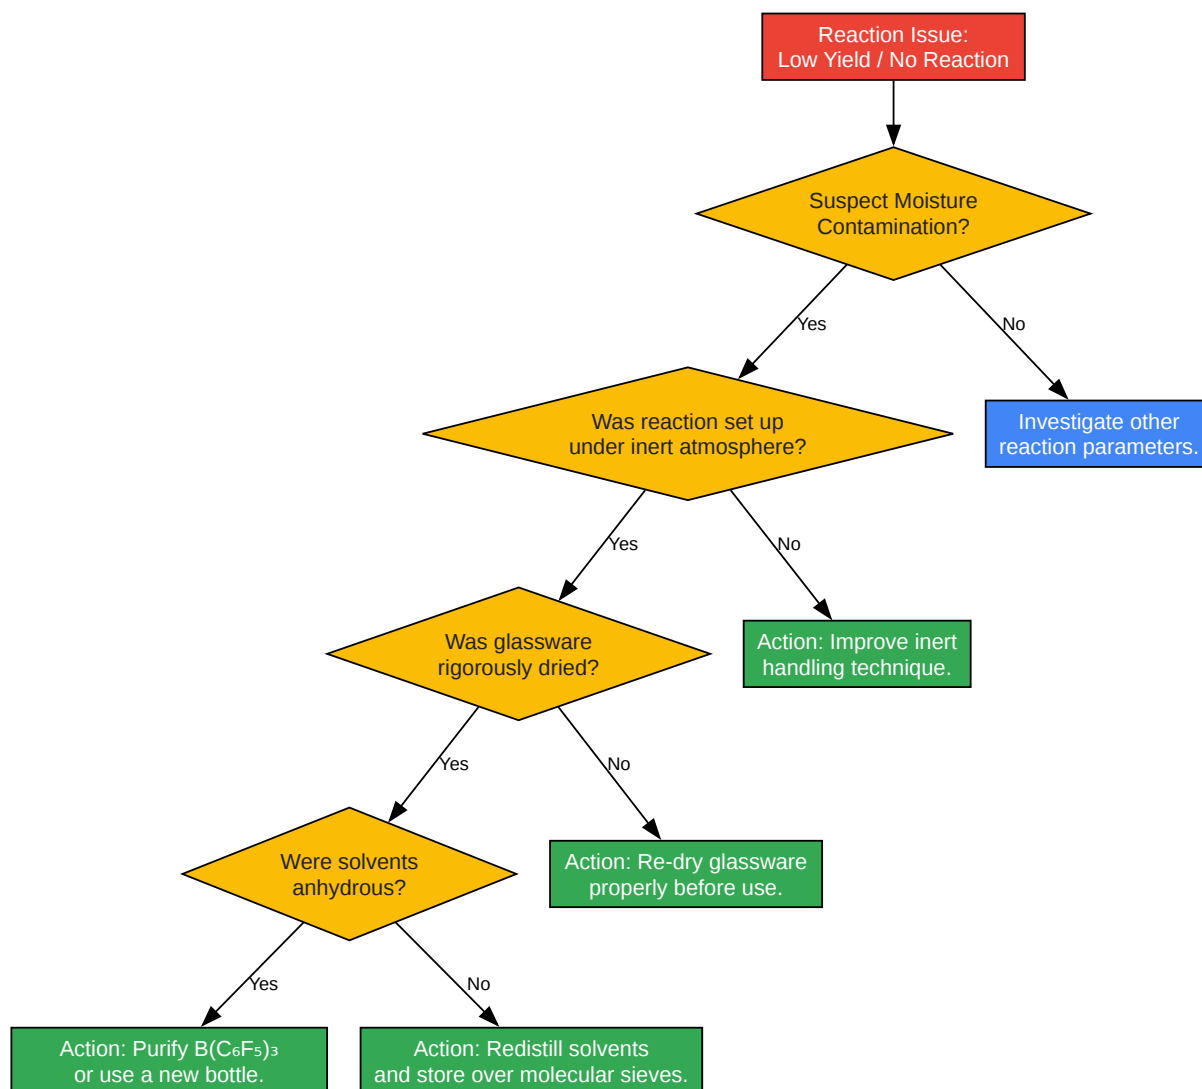 Reaction Issue:
Low Yield / No Reaction
Suspect Moisture
Contamination?
Yes
No
Was reaction set up
under inert atmosphere?
Investigate other
reaction parameters.
Yes
No
Was glassware
rigorously dried?
Action: Improve inert
handling technique.
Yes
No
Were solvents
anhydrous?
Action: Re-dry glassware
properly before use.
Yes
No
Action: Purify B(C₆F₅)₃
or use a new bottle.
Action: Redistill solvents
and store over molecular sieves.